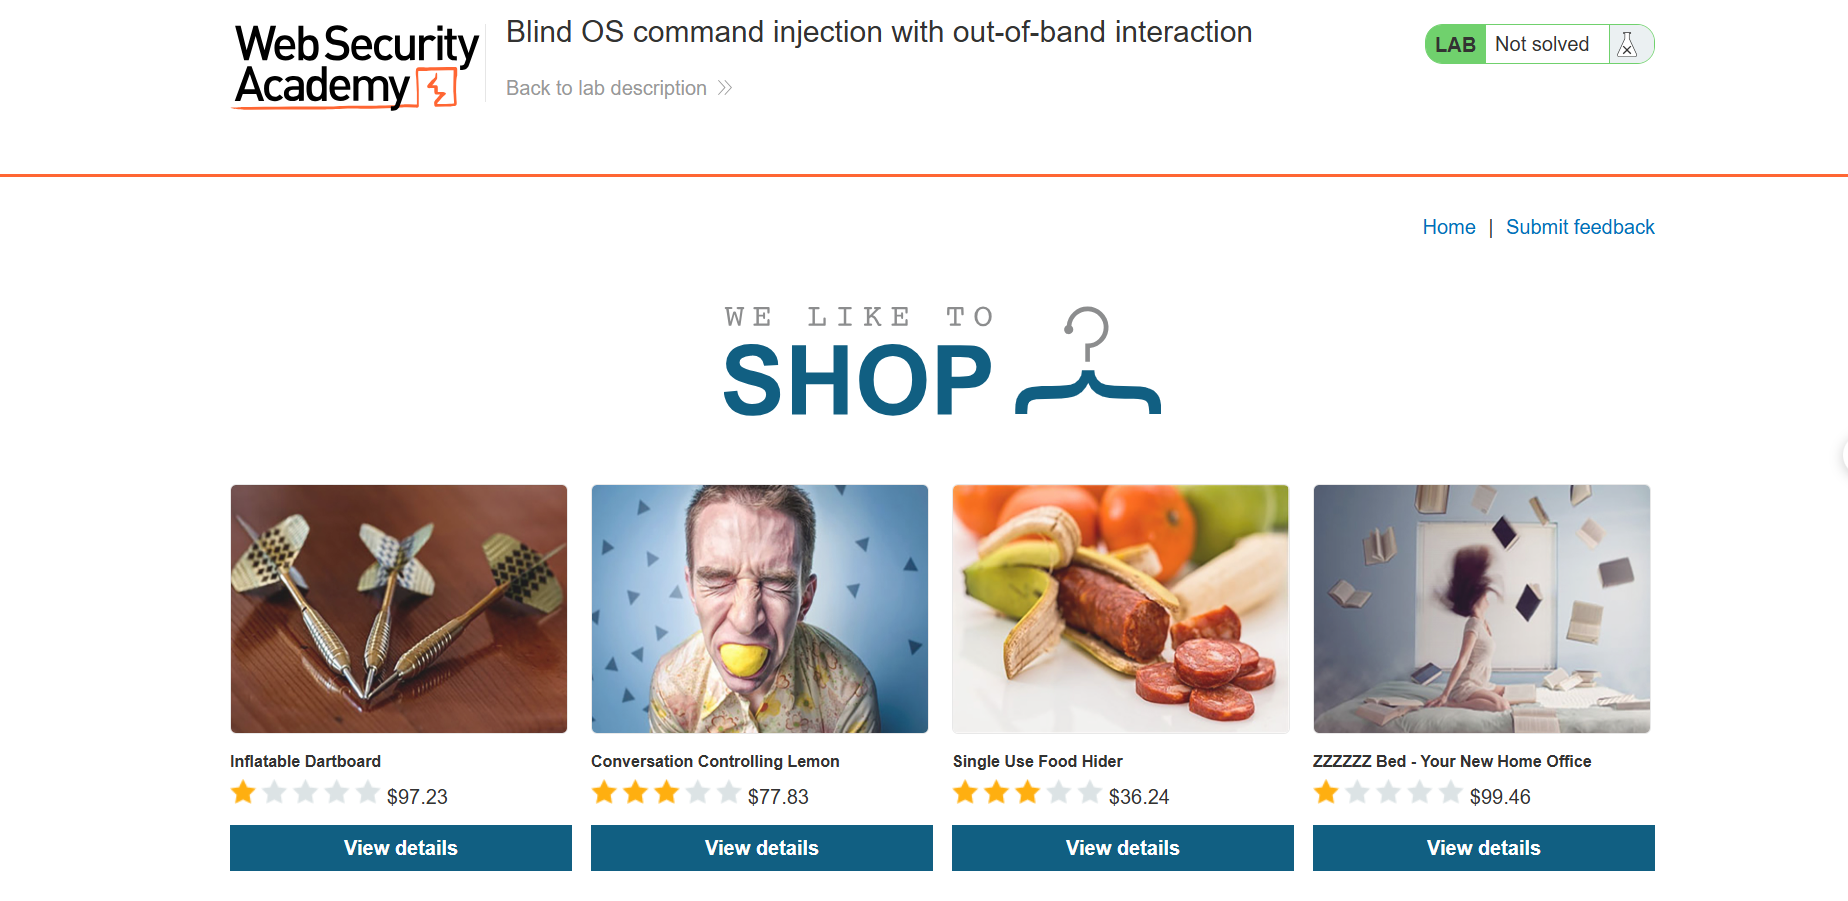 Web Security
Academy
Blind OS command injection with out-of-band interaction
Back to lab description
LAB Not solved
Home | Submit feedback
WE LIKE TO
SHOP
Inflatable Dartboard
$97.23
View details
Conversation Controlling Lemon
$77.83
View details
Single Use Food Hider
$36.24
View details
ZZZZZZ Bed - Your New Home Office
$99.46
View details